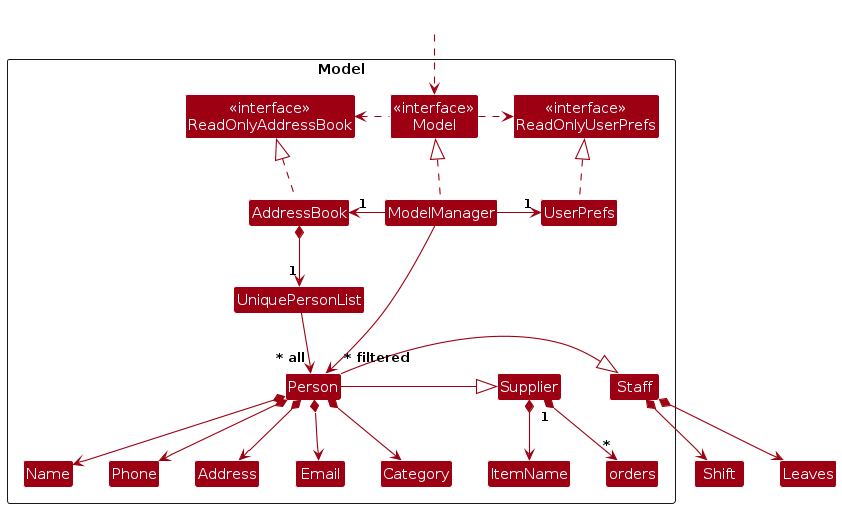 Model
«interface»
ReadOnlyAddressBook
«interface»
Model
«interface»
ReadOnlyUserPrefs
AddressBook
1
ModelManager
1
UserPrefs
1
UniquePersonList
* all
* filtered
Person
Supplier
Staff
1
*
Name
Phone
Address
Email
Category
ItemName
orders
Shift
Leaves